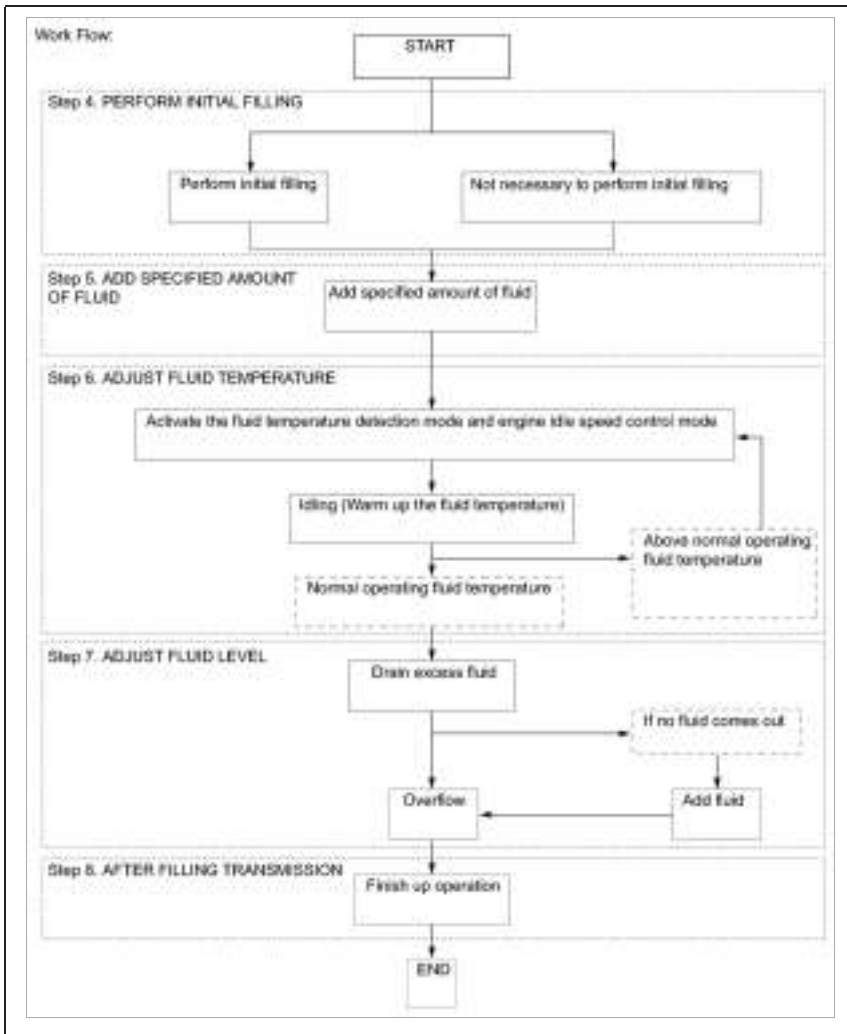 Work Flow:
START
Step 4. PERFORM INITIAL FILLING
Perform initial filling
Not necessary to perform initial filling
Step 5. ADD SPECIFIED AMOUNT
OF FLUID
Add specified amount of fluid
Step 6. ADJUST FLUID TEMPERATURE
Activate the fluid temperature detection mode and engine idle speed control mode
Idling (Warm up the fluid temperature)
Above normal operating
fluid temperature
Normal operating fluid temperature
Step 7. ADJUST FLUID LEVEL
Drain excess fluid
If no fluid comes out
Overflow
Add fluid
Step 8. AFTER FILLING TRANSMISSION
Finish up operation
END